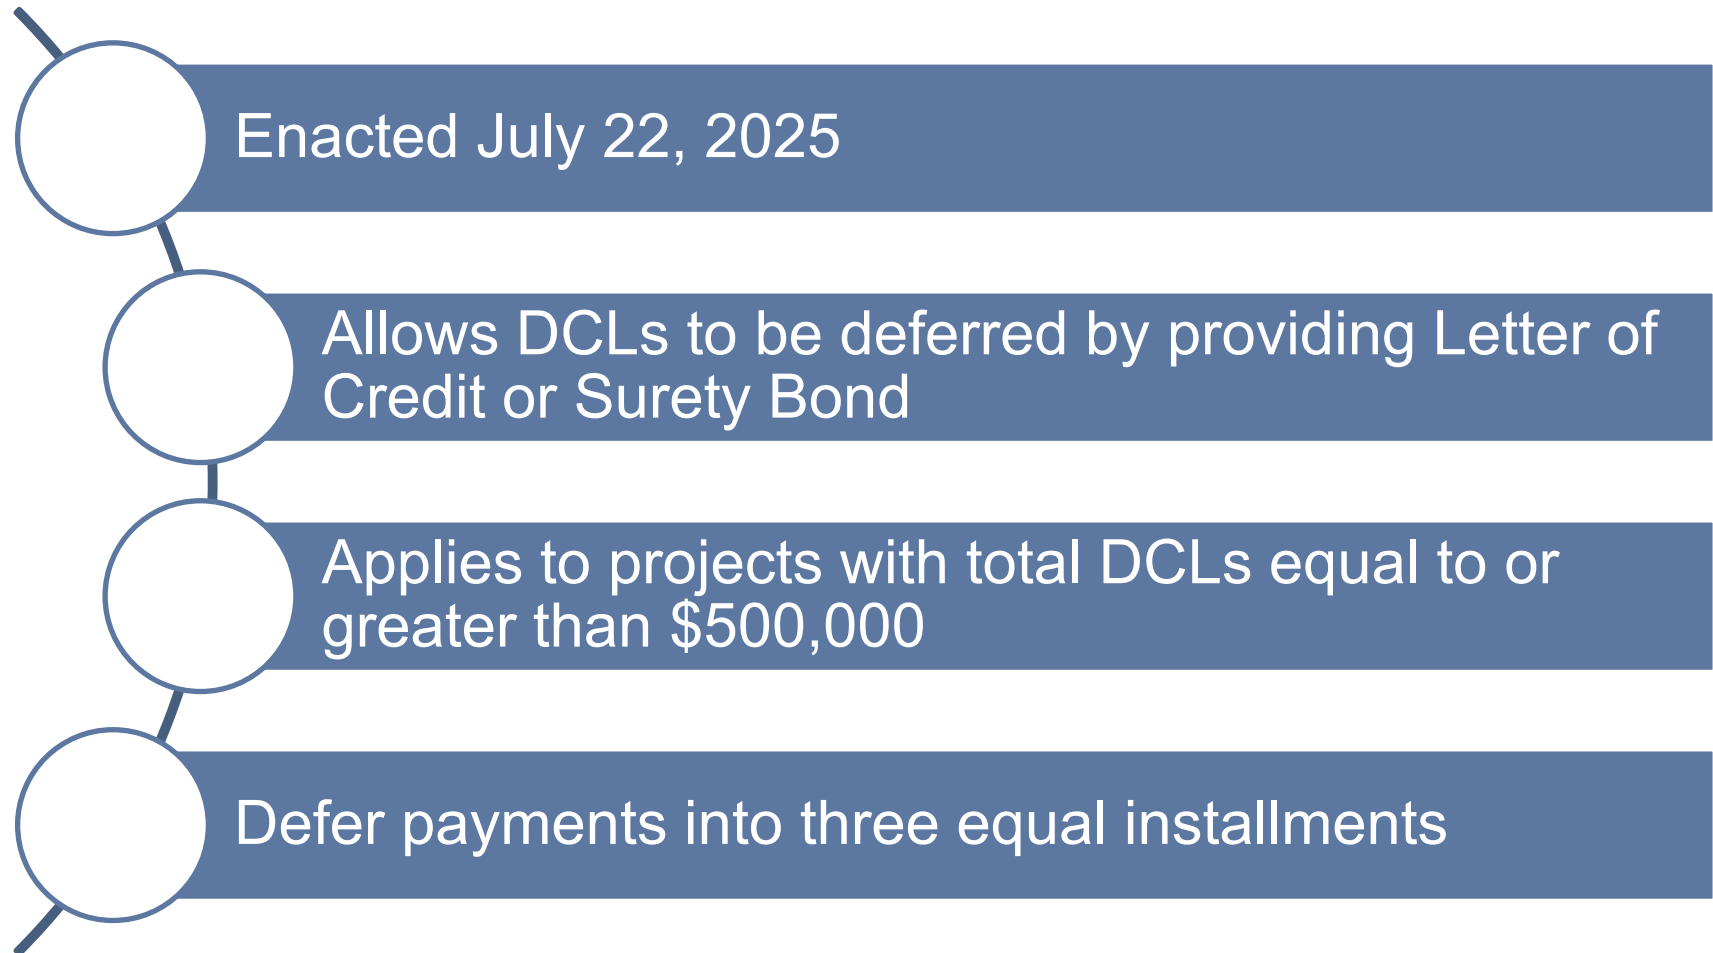 Enacted July 22, 2025
Allows DCLs to be deferred by providing Letter of
Credit or Surety Bond
Applies to projects with total DCLs equal to or
greater than $500,000
Defer payments into three equal installments